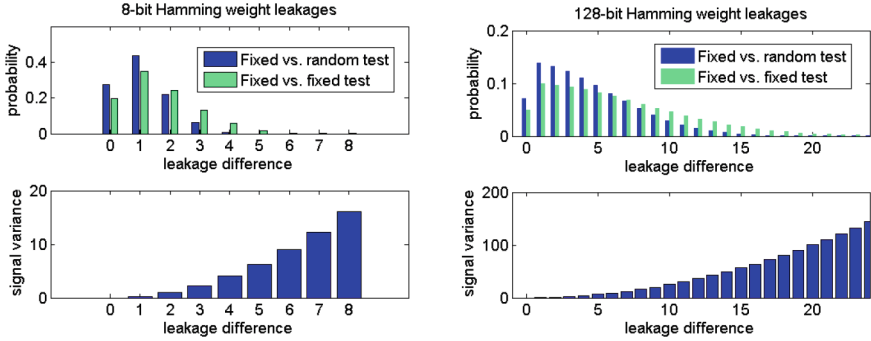 8-bit Hamming weight leakages
probability
0.4
0.2
0
Fixed vs. random test
Fixed vs. fixed test
0 1 2 3 4 5 6 7 8
leakage difference
signal variance
20
10
0
0 1 2 3 4 5 6 7 8
leakage difference
128-bit Hamming weight leakages
probability
0.2
0.1
0
Fixed vs. random test
Fixed vs. fixed test
0 5 10 15 20
leakage difference
signal variance
200
100
0
0 5 10 15 20
leakage difference